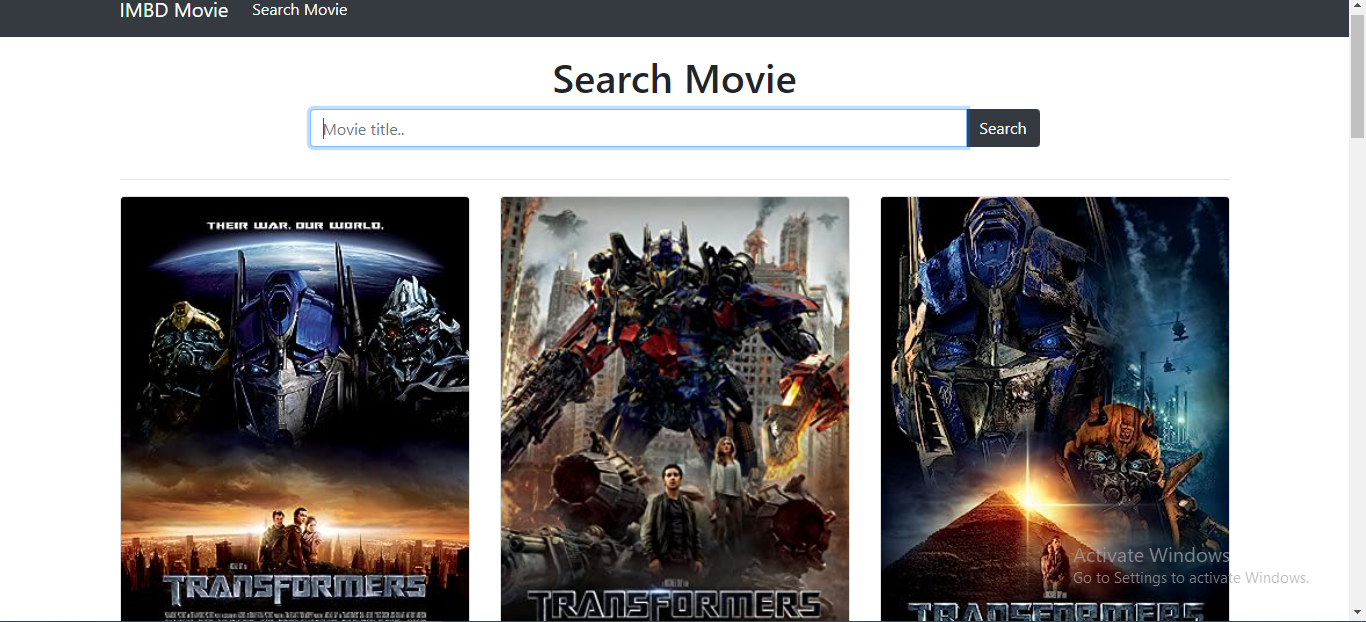 IMBD Movie Search Movie
Search Movie
Movie title..
Search
THEIR WAR. OUR WORLD.
TRANSFORMERS
TRANSFORMERS
TRANSFORMERS
Activate Windows
Go to Settings to activate Windows.